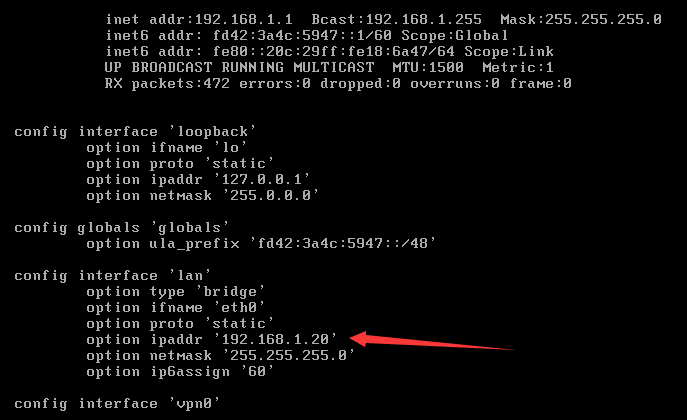 inet addr:192.168.1.1  Bcast:192.168.1.255  Mask:255.255.255.0
inet6 addr: fd42:3a4c:5947::1/60 Scope:Global
inet6 addr: fe80::20c:29ff:fe18:6a47/64 Scope:Link
UP BROADCAST RUNNING MULTICAST  MTU:1500  Metric:1
RX packets:472 errors:0 dropped:0 overruns:0 frame:0
config interface 'loopback'
option ifname 'lo'
option proto 'static'
option ipaddr '127.0.0.1'
option netmask '255.0.0.0'
config globals 'globals'
option ula_prefix 'fd42:3a4c:5947::/48'
config interface 'lan'
option type 'bridge'
option ifname 'eth0'
option proto 'static'
option ipaddr '192.168.1.20'
option netmask '255.255.255.0'
option ip6assign '60'
config interface 'vpn0'